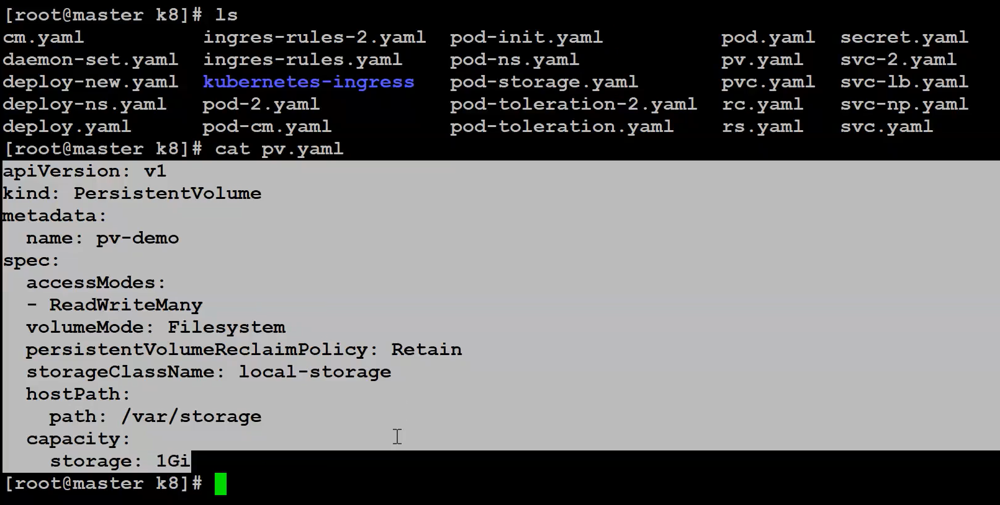 [root@master k8]# ls
cm.yaml ingres-rules-2.yaml pod-init.yaml pod.yaml secret.yaml
daemon-set.yaml ingres-rules.yaml pod-ns.yaml pv.yaml svc-2.yaml
deploy-new.yaml kubernetes-ingress pod-storage.yaml pvc.yaml svc-lb.yaml
deploy-ns.yaml pod-2.yaml pod-toleration-2.yaml rc.yaml svc-np.yaml
deploy.yaml pod-cm.yaml pod-toleration.yaml rs.yaml svc.yaml
[root@master k8]# cat pv.yaml
apiVersion: v1
kind: PersistentVolume
metadata:
  name: pv-demo
spec:
  accessModes:
  - ReadWriteMany
  volumeMode: Filesystem
  persistentVolumeReclaimPolicy: Retain
  storageClassName: local-storage
  hostPath:
    path: /var/storage
  capacity:
    storage: 1Gi
[root@master k8]#